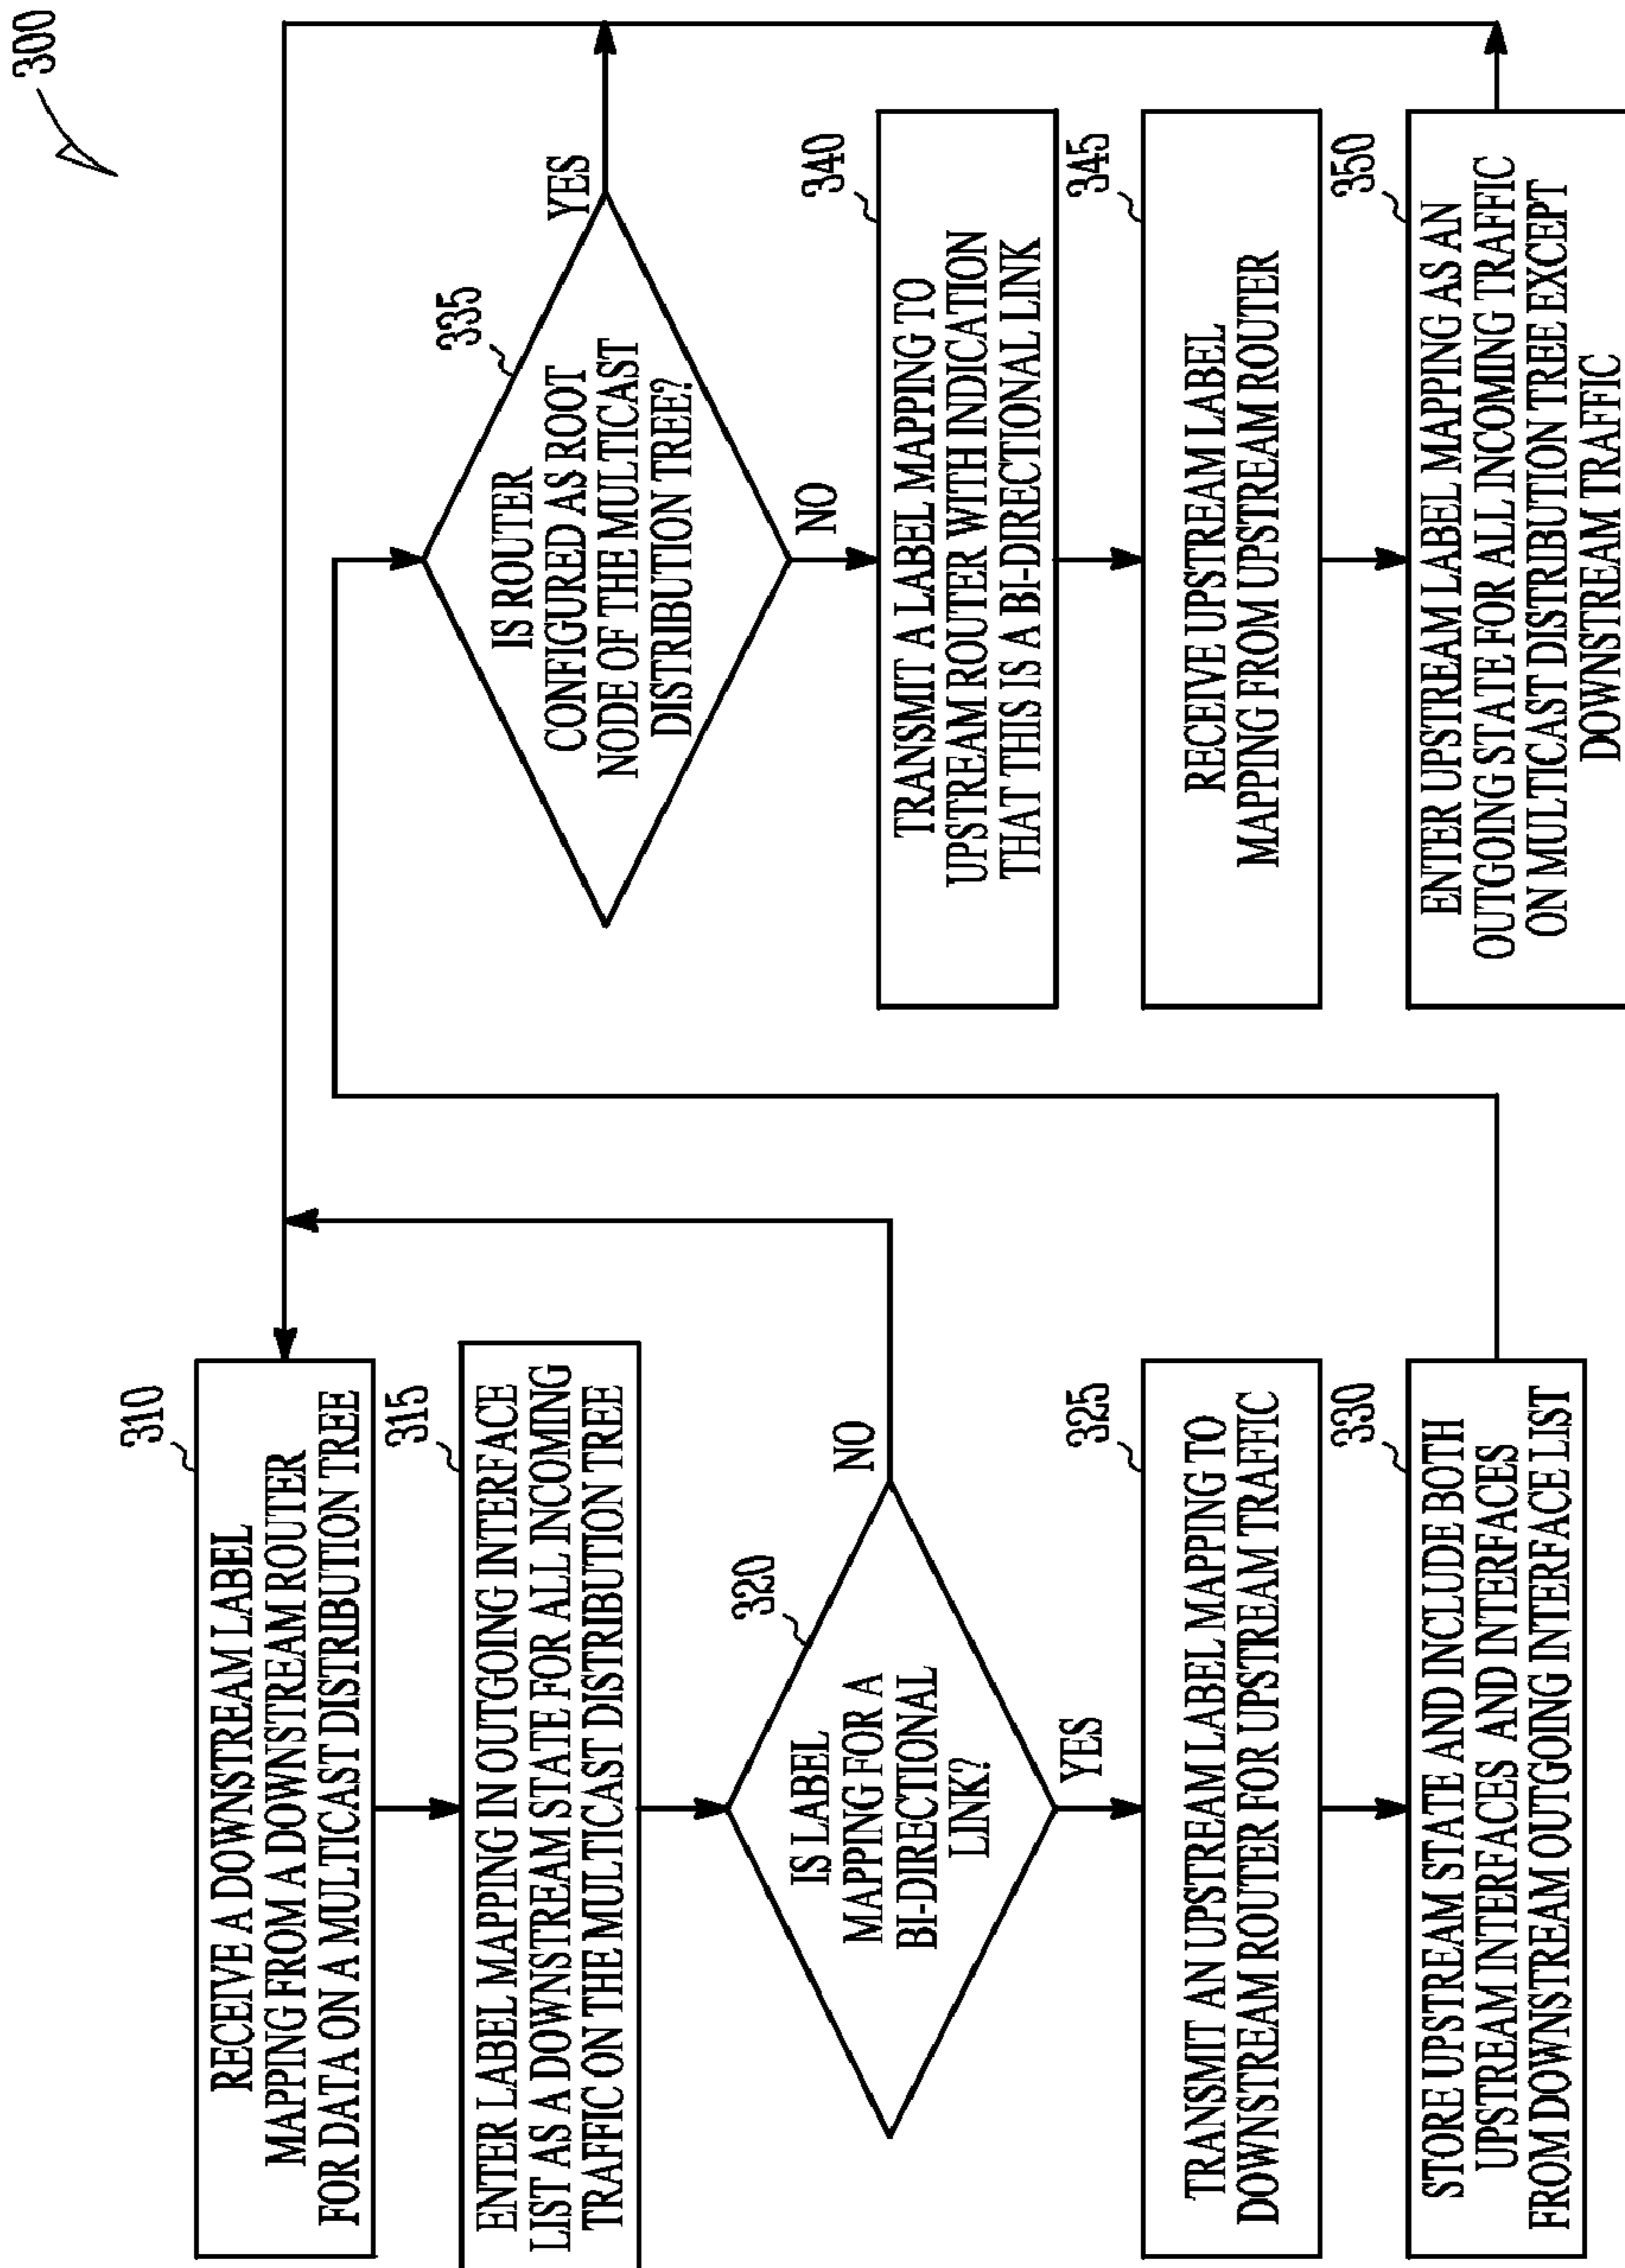 300
310
RECEIVE A DOWNSTREAM LABEL
MAPPING FROM A DOWNSTREAM ROUTER
FOR DATA ON A MULTICAST DISTRIBUTION TREE
315
ENTER LABEL MAPPING IN OUTGOING INTERFACE
LIST AS A DOWNSTREAM STATE FOR ALL INCOMING
TRAFFIC ON THE MULTICAST DISTRIBUTION TREE
320
IS LABEL
MAPPING FOR A
BI-DIRECTIONAL
LINK?
NO
YES
325
TRANSMIT AN UPSTREAM LABEL MAPPING TO
DOWNSTREAM ROUTER FOR UPSTREAM TRAFFIC
330
STORE UPSTREAM STATE AND INCLUDE BOTH
UPSTREAM INTERFACES AND INTERFACES
FROM DOWNSTREAM OUTGOING INTERFACE LIST
335
IS ROUTER
CONFIGURED AS ROOT
NODE OF THE MULTICAST
DISTRIBUTION TREE?
YES
NO
340
TRANSMIT A LABEL MAPPING TO
UPSTREAM ROUTER WITH INDICATION
THAT THIS IS A BI-DIRECTIONAL LINK
345
RECEIVE UPSTREAM LABEL
MAPPING FROM UPSTREAM ROUTER
350
ENTER UPSTREAM LABEL MAPPING AS AN
OUTGOING STATE FOR ALL INCOMING TRAFFIC
ON MULTICAST DISTRIBUTION TREE EXCEPT
DOWNSTREAM TRAFFIC